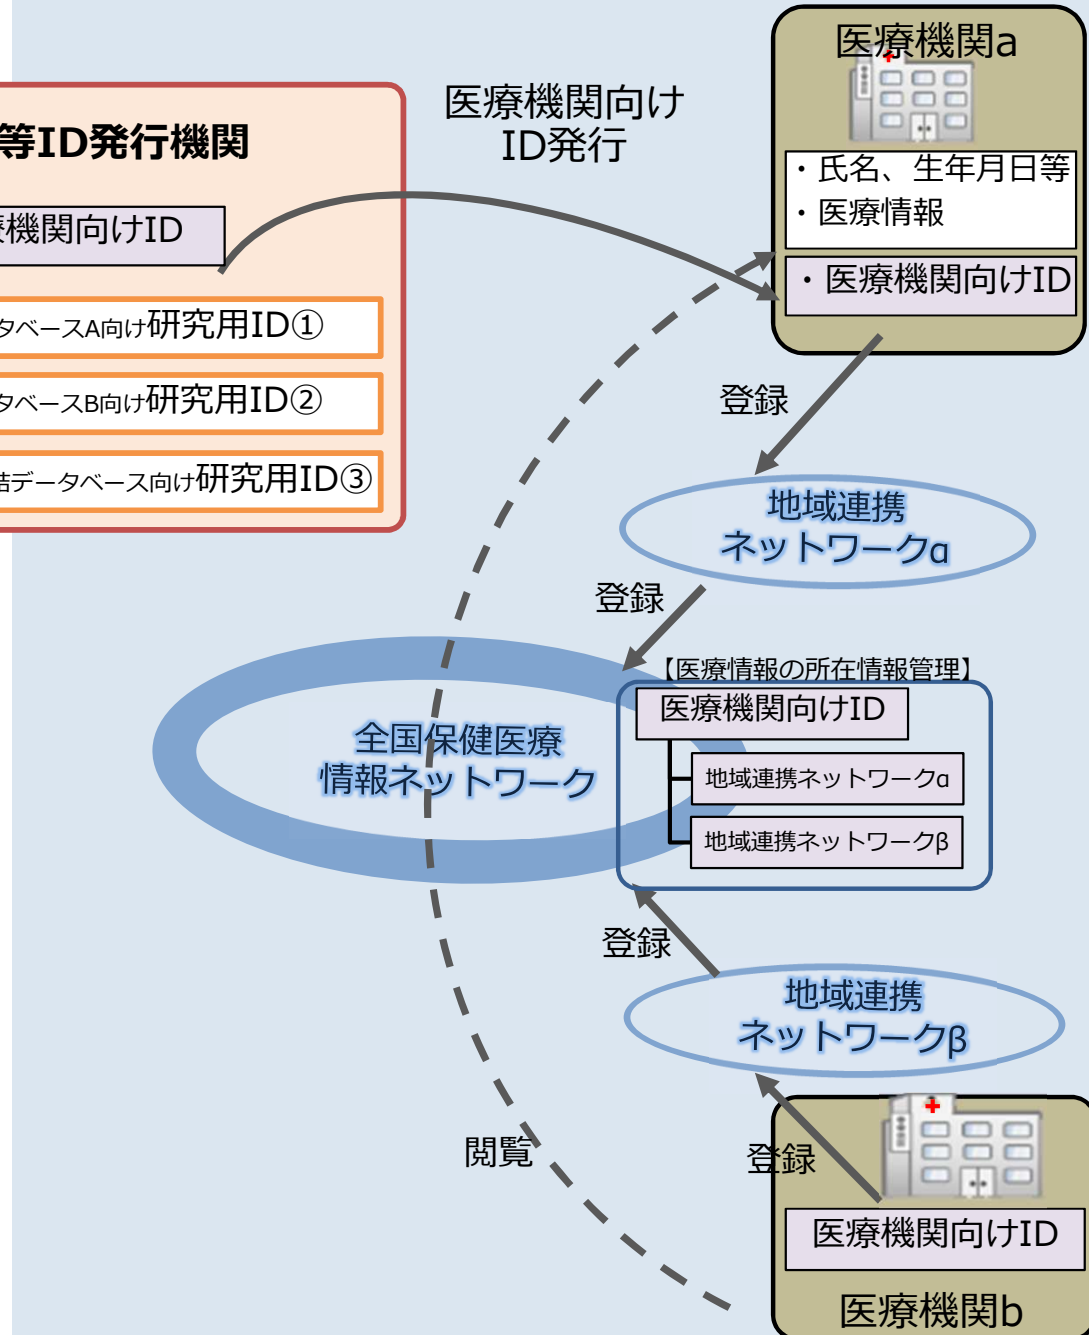 医療機関a
・氏名、生年月日等
・医療情報
・医療機関向けID
医療機関向け
ID発行
等ID発行機関
機関向けID
タベースA向け研究用ID①
タベースB向け研究用ID②
データベース向け研究用ID③
登録
地域連携
ネットワークα
登録
【医療情報の所在情報管理】
医療機関向けID
地域連携ネットワークα
地域連携ネットワークβ
全国保健医療
情報ネットワーク
登録
地域連携
ネットワークβ
閲覧
登録
医療機関向けID
医療機関b